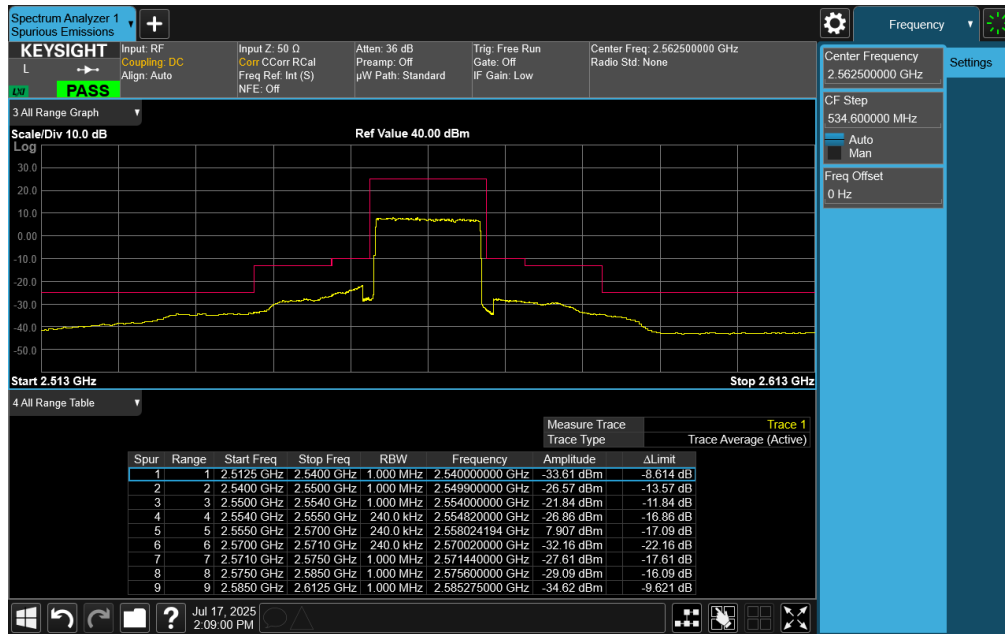 Spectrum Analyzer 1
Spurious Emissions
+
Frequency
KEYSIGHT
L
LXI
PASS
Input: RF
Coupling: DC
Align: Auto
Input Z: 50 Ω
Corr CCorr RCal
Freq Ref: Int (S)
NFE: Off
Atten: 36 dB
Preamp: Off
µW Path: Standard
Trig: Free Run
Gate: Off
IF Gain: Low
Center Freq: 2.562500000 GHz
Radio Std: None
Center Frequency
2.562500000 GHz
Settings
CF Step
534.600000 MHz
Auto
Man
Freq Offset
0 Hz
3 All Range Graph
Scale/Div 10.0 dB
Ref Value 40.00 dBm
Log
30.0
20.0
10.0
0.00
-10.0
-20.0
-30.0
-40.0
-50.0
Start 2.513 GHz
Stop 2.613 GHz
4 All Range Table
Measure Trace Trace 1
Trace Type Trace Average (Active)
Spur Range Start Freq Stop Freq RBW Frequency Amplitude ΔLimit
1 1 2.5125 GHz 2.5400 GHz 1.000 MHz 2.540000000 GHz -33.61 dBm -8.614 dB
2 2 2.5400 GHz 2.5500 GHz 1.000 MHz 2.549900000 GHz -26.57 dBm -13.57 dB
3 3 2.5500 GHz 2.5540 GHz 1.000 MHz 2.554000000 GHz -21.84 dBm -11.84 dB
4 4 2.5540 GHz 2.5550 GHz 240.0 kHz 2.554820000 GHz -26.86 dBm -16.86 dB
5 5 2.5550 GHz 2.5700 GHz 240.0 kHz 2.558024194 GHz 7.907 dBm -17.09 dB
6 6 2.5700 GHz 2.5710 GHz 240.0 kHz 2.570020000 GHz -32.16 dBm -22.16 dB
7 7 2.5710 GHz 2.5750 GHz 1.000 MHz 2.571440000 GHz -27.61 dBm -17.61 dB
8 8 2.5750 GHz 2.5850 GHz 1.000 MHz 2.575600000 GHz -29.09 dBm -16.09 dB
9 9 2.5850 GHz 2.6125 GHz 1.000 MHz 2.585275000 GHz -34.62 dBm -9.621 dB
?
Jul 17, 2025
2:09:00 PM